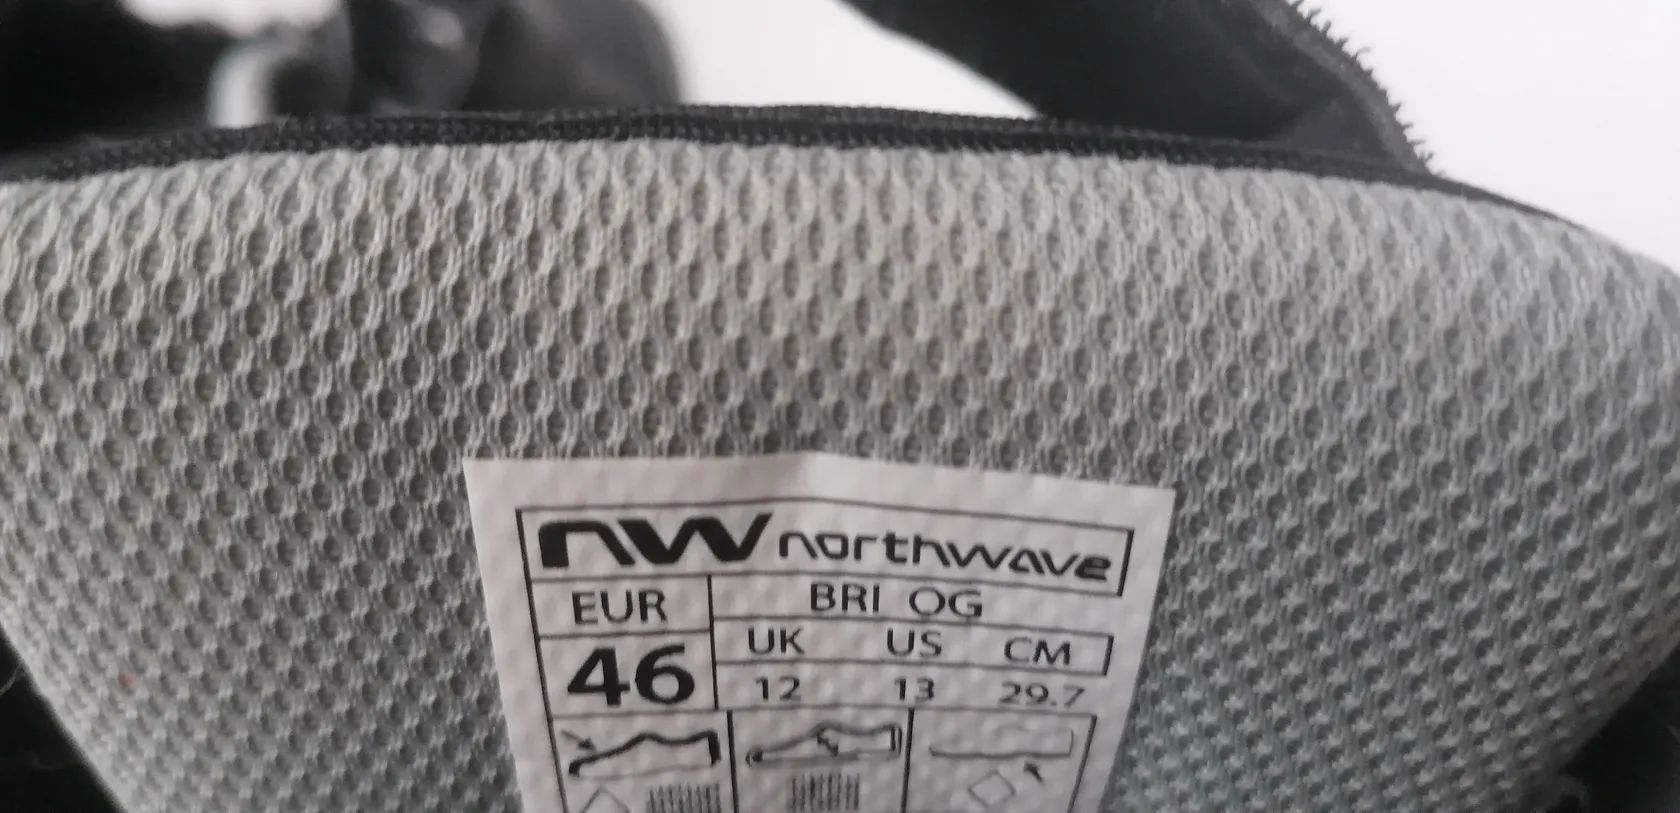 nw northwave
EUR BRI OG
UK US CM
46 12 13 29.7